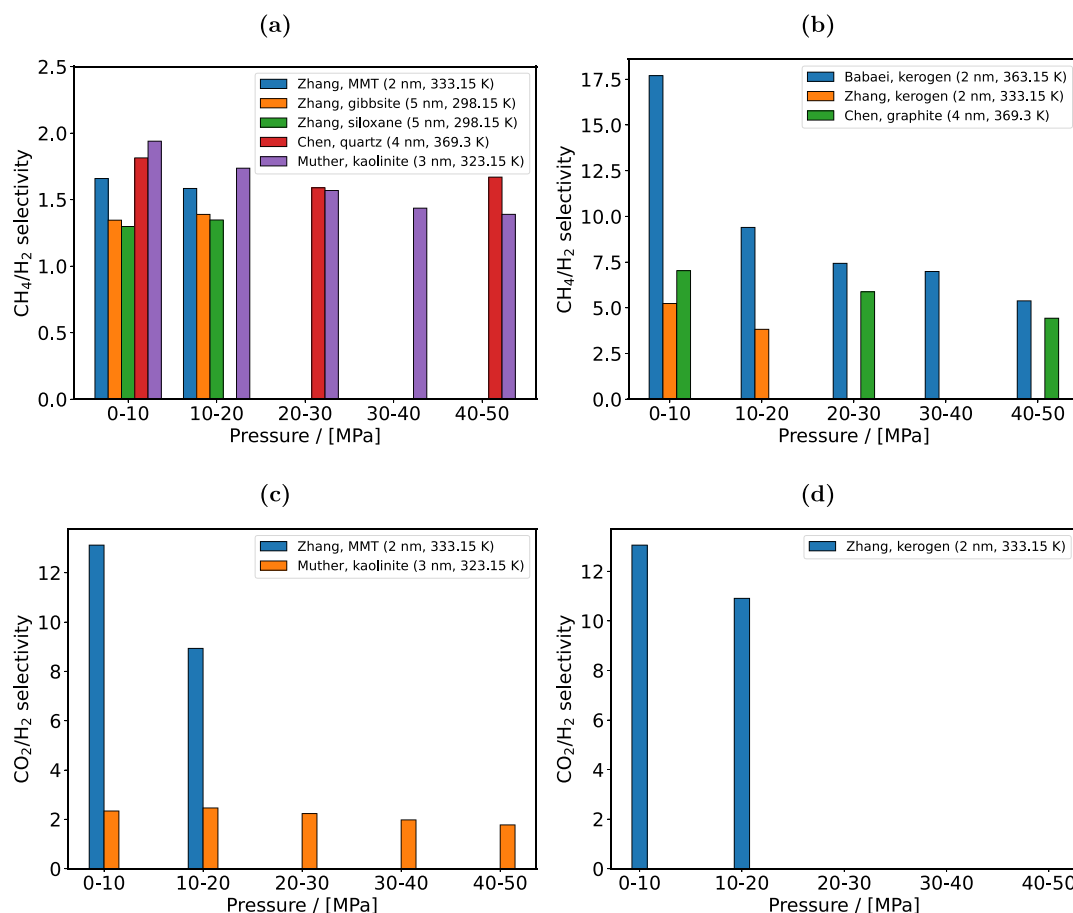 (a)
CH₄/H₂ selectivity
2.5
2.0
1.5
1.0
0.5
0.0
Zhang, MMT (2 nm, 333.15 K)
Zhang, gibbsite (5 nm, 298.15 K)
Zhang, siloxane (5 nm, 298.15 K)
Chen, quartz (4 nm, 369.3 K)
Muther, kaolinite (3 nm, 323.15 K)
0-10 10-20 20-30 30-40 40-50
Pressure / [MPa]
(b)
CH₄/H₂ selectivity
17.5
15.0
12.5
10.0
7.5
5.0
2.5
0.0
Babaei, kerogen (2 nm, 363.15 K)
Zhang, kerogen (2 nm, 333.15 K)
Chen, graphite (4 nm, 369.3 K)
0-10 10-20 20-30 30-40 40-50
Pressure / [MPa]
(c)
CO₂/H₂ selectivity
12
10
8
6
4
2
0
Zhang, MMT (2 nm, 333.15 K)
Muther, kaolinite (3 nm, 323.15 K)
0-10 10-20 20-30 30-40 40-50
Pressure / [MPa]
(d)
CO₂/H₂ selectivity
12
10
8
6
4
2
0
Zhang, kerogen (2 nm, 333.15 K)
0-10 10-20 20-30 30-40 40-50
Pressure / [MPa]